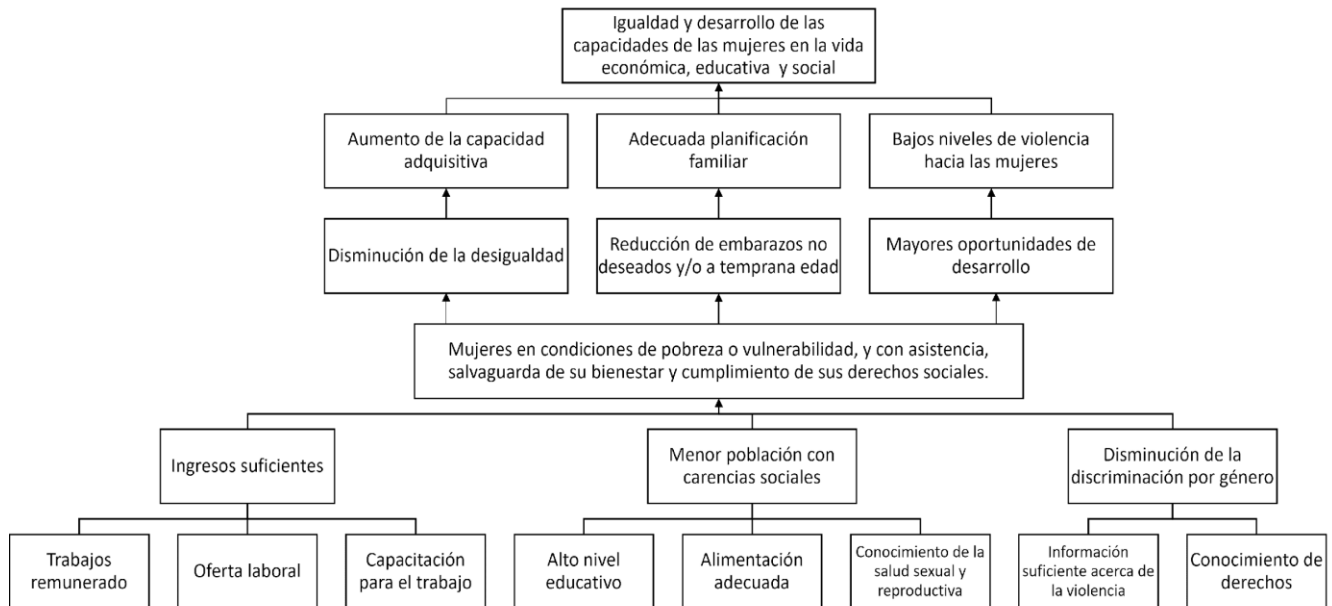 Igualdad y desarrollo de las
capacidades de las mujeres en la vida
económica, educativa y social
Aumento de la capacidad
adquisitiva
Adecuada planificación
familiar
Bajos niveles de violencia
hacia las mujeres
Disminución de la desigualdad
Reducción de embarazos no
deseados y/o a temprana edad
Mayores oportunidades de
desarrollo
Mujeres en condiciones de pobreza o vulnerabilidad, y con asistencia,
salvaguarda de su bienestar y cumplimiento de sus derechos sociales.
Ingresos suficientes
Menor población con
carencias sociales
Disminución de la
discriminación por género
Trabajos
remunerado
Oferta laboral
Capacitación
para el trabajo
Alto nivel
educativo
Alimentación
adecuada
Conocimiento de la
salud sexual y
reproductiva
Información
suficiente acerca de
la violencia
Conocimiento de
derechos